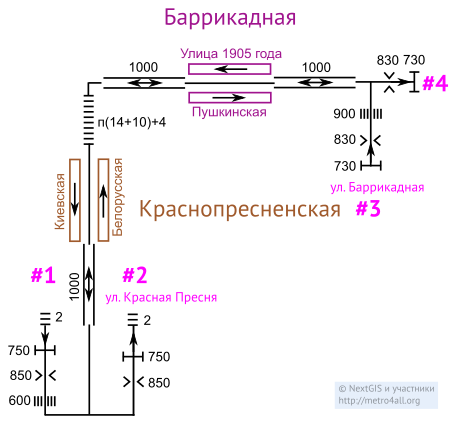 Баррикадная
Улица 1905 года
1000
1000
830 730
#4
Пушкинская
п(14+10)+4
900
830
730
ул. Баррикадная
#3
Киевская
Белорусская
Краснопресненская
#1
1000
#2
ул. Красная Пресня
2
2
750
750
850
850
600
© NextGIS и участники
http://metro4all.org